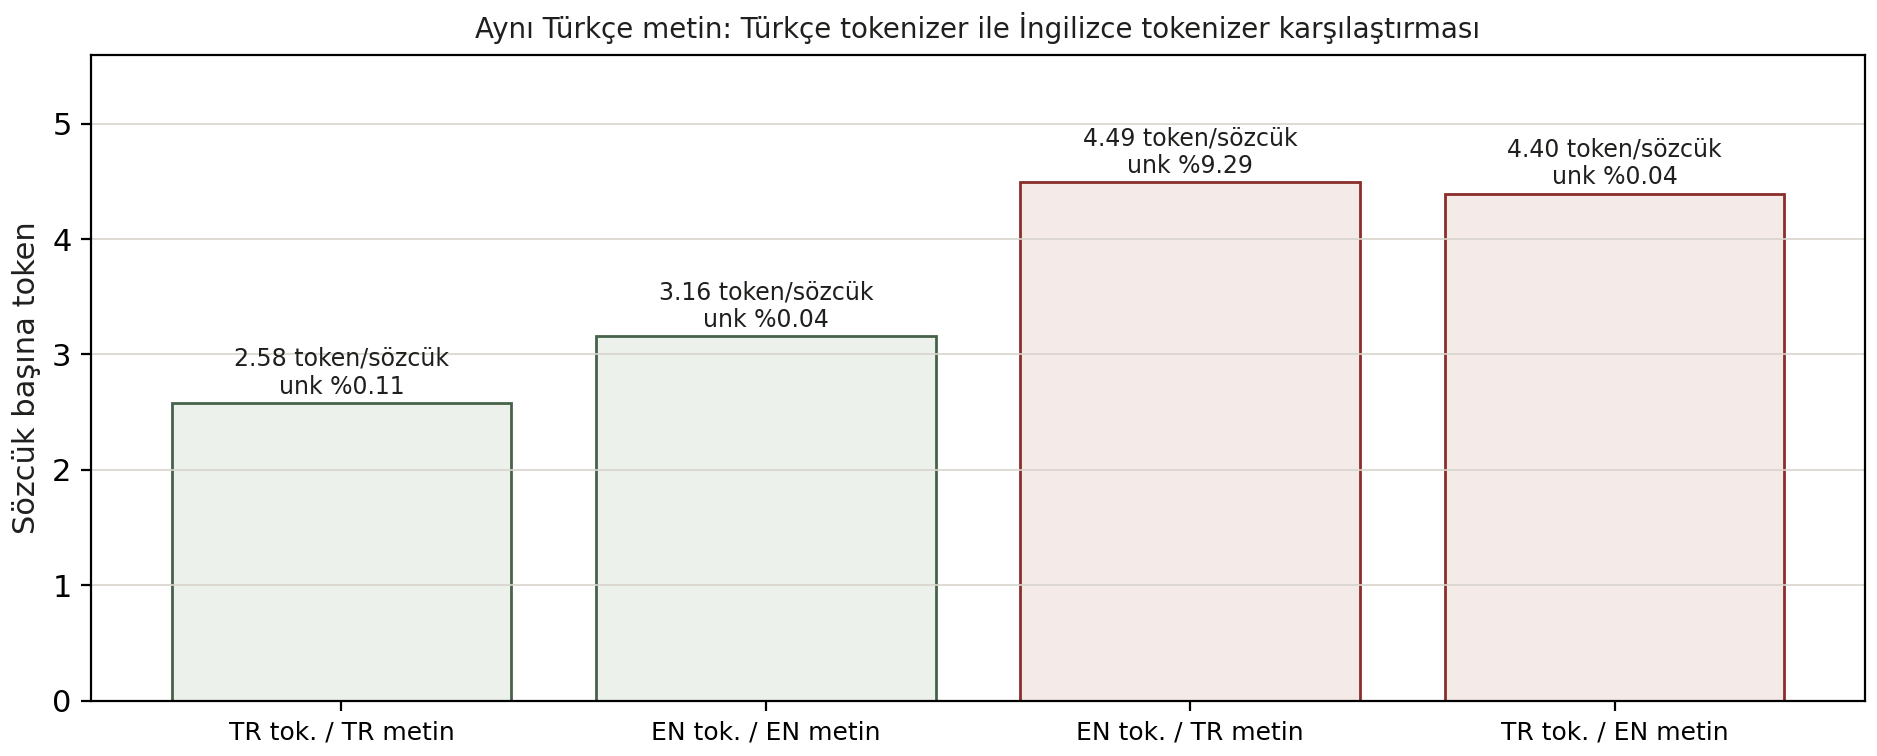 Aynı Türkçe metin: Türkçe tokenizer ile İngilizce tokenizer karşılaştırması
Sözcük başına token
5
4
3
2
1
0
2.58 token/sözcük
unk %0.11
3.16 token/sözcük
unk %0.04
4.49 token/sözcük
unk %9.29
4.40 token/sözcük
unk %0.04
TR tok. / TR metin
EN tok. / EN metin
EN tok. / TR metin
TR tok. / EN metin